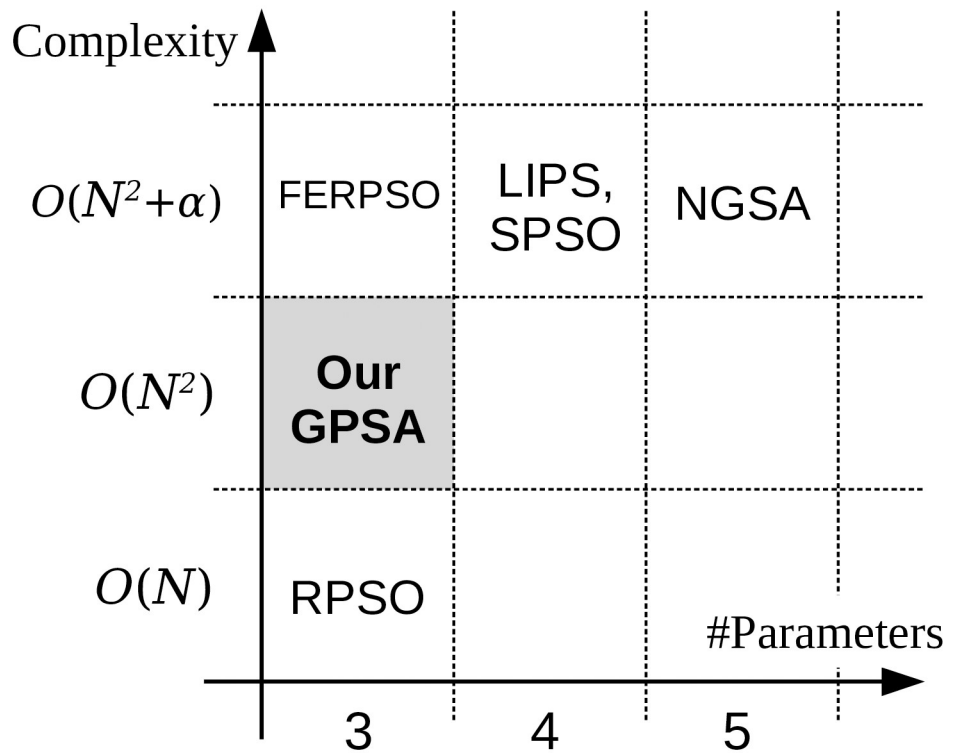 Complexity
O(N²+α)
FERPSO
LIPS,
SPSO
NGSA
O(N²)
Our
GPSA
O(N)
RPSO
#Parameters
3
4
5